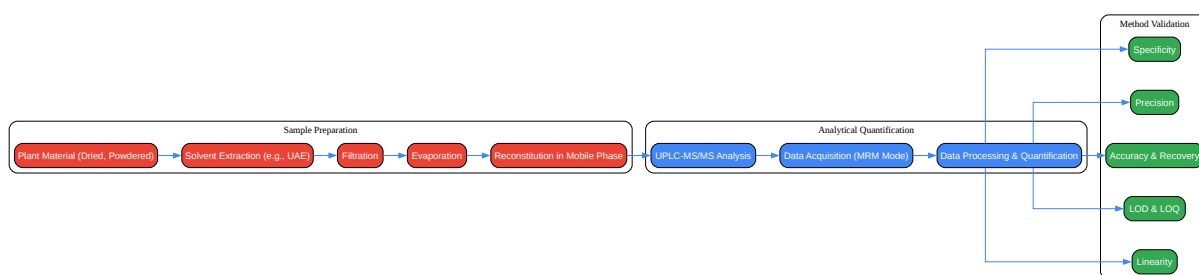 Method Validation
Specificity
Precision
Sample Preparation
Analytical Quantification
Plant Material (Dried, Powdered)
Solvent Extraction (e.g., UAE)
Filtration
Evaporation
Reconstitution in Mobile Phase
UPLC-MS/MS Analysis
Data Acquisition (MRM Mode)
Data Processing & Quantification
Accuracy & Recovery
LOD & LOQ
Linearity